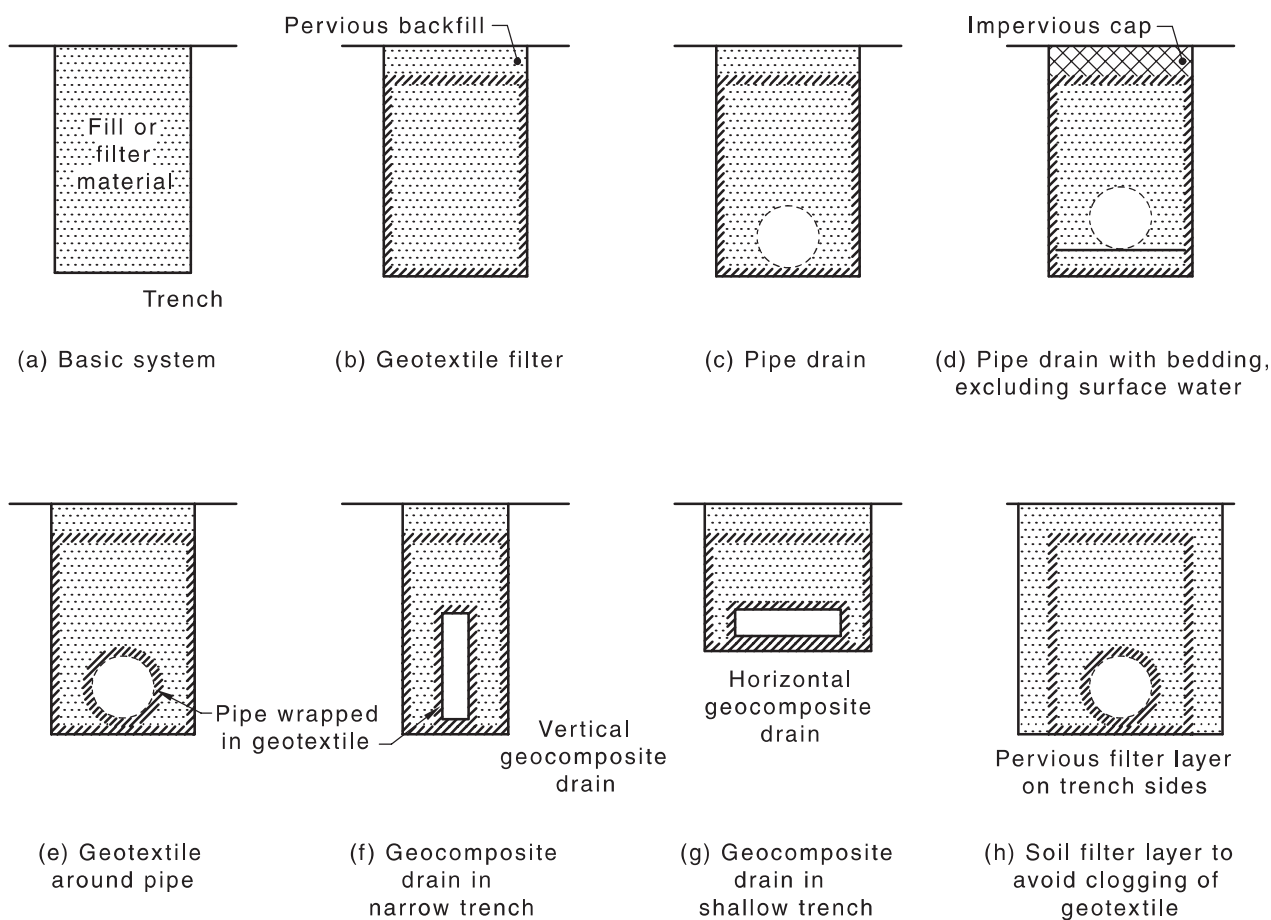 Pervious backfill
Impervious cap
Fill or
filter
material
Trench
(a) Basic system
(b) Geotextile filter
(c) Pipe drain
(d) Pipe drain with bedding,
excluding surface water
Pipe wrapped
in geotextile
Vertical
geocomposite
drain
Horizontal
geocomposite
drain
Pervious filter layer
on trench sides
(e) Geotextile
around pipe
(f) Geocomposite
drain in
narrow trench
(g) Geocomposite
drain in
shallow trench
(h) Soil filter layer to
avoid clogging of
geotextile